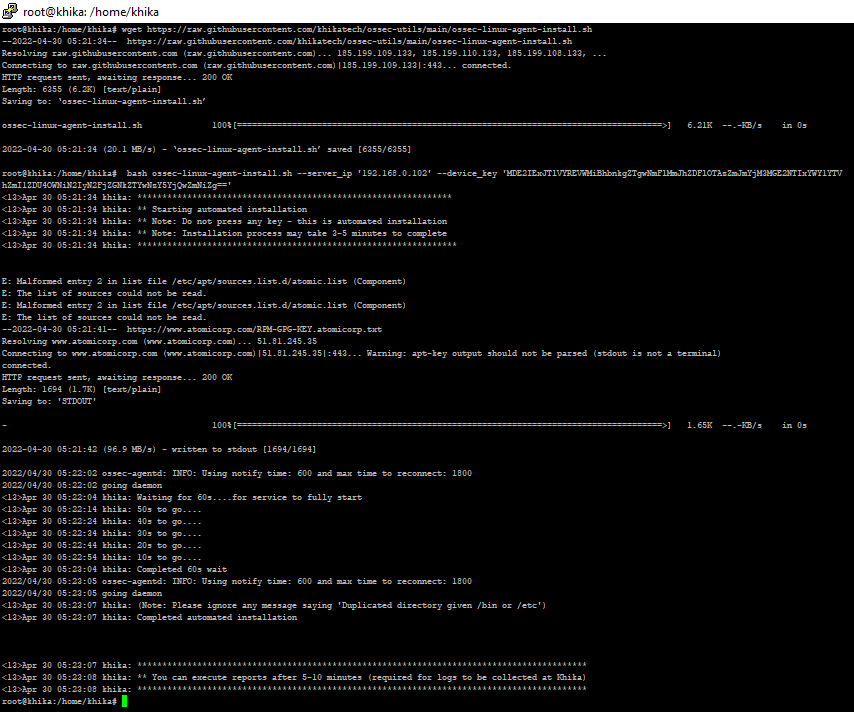 root@khika: /home/khika
root@khika:/home/khika# wget https://raw.githubusercontent.com/khikatech/ossec-utils/main/ossec-linux-agent-install.sh
--2022-04-30 05:21:34--  https://raw.githubusercontent.com/khikatech/ossec-utils/main/ossec-linux-agent-install.sh
Resolving raw.githubusercontent.com (raw.githubusercontent.com)... 185.199.109.133, 185.199.110.133, 185.199.108.133, ...
Connecting to raw.githubusercontent.com (raw.githubusercontent.com)|185.199.109.133|:443... connected.
HTTP request sent, awaiting response... 200 OK
Length: 6355 (6.2K) [text/plain]
Saving to: ‘ossec-linux-agent-install.sh’
ossec-linux-agent-install.sh 100%[=====================================================================================>] 6.21K --.-KB/s in 0s
2022-04-30 05:21:34 (20.1 MB/s) - ‘ossec-linux-agent-install.sh’ saved [6355/6355]
root@khika:/home/khika#  bash ossec-linux-agent-install.sh --server_ip '192.168.0.102' --device_key
<13>Apr 30 05:21:34 khika: ***************************************************************
<13>Apr 30 05:21:34 khika: ** Starting automated installation
<13>Apr 30 05:21:34 khika: ** Note: Do not press any key - this is automated installation
<13>Apr 30 05:21:34 khika: ** Note: Installation process may take 3-5 minutes to complete
<13>Apr 30 05:21:34 khika: ****************************************************************
E: Malformed entry 2 in list file /etc/apt/sources.list.d/atomic.list (Component)
E: The list of sources could not be read.
E: Malformed entry 2 in list file /etc/apt/sources.list.d/atomic.list (Component)
E: The list of sources could not be read.
--2022-04-30 05:21:41--  https://www.atomicorp.com/RPM-GPG-KEY.atomicorp.txt
Resolving www.atomicorp.com (www.atomicorp.com)... 51.81.245.35
Connecting to www.atomicorp.com (www.atomicorp.com)|51.81.245.35|:443... Warning: apt-key output should not be parsed (stdout is not a terminal)
connected.
HTTP request sent, awaiting response... 200 OK
Length: 1694 (1.7K) [text/plain]
Saving to: ‘STDOUT’
- 100%[=====================================================================================>] 1.65K --.-KB/s in 0s
2022-04-30 05:21:42 (96.9 MB/s) - written to stdout [1694/1694]
2022/04/30 05:22:02 ossec-agentd: INFO: Using notify time: 600 and max time to reconnect: 1800
2022/04/30 05:22:02 going daemon
<13>Apr 30 05:22:04 khika: Waiting for 60s....for service to fully start
<13>Apr 30 05:22:14 khika: 50s to go....
<13>Apr 30 05:22:24 khika: 40s to go....
<13>Apr 30 05:22:34 khika: 30s to go....
<13>Apr 30 05:22:44 khika: 20s to go....
<13>Apr 30 05:22:54 khika: 10s to go....
<13>Apr 30 05:23:04 khika: Completed 60s wait
2022/04/30 05:23:05 ossec-agentd: INFO: Using notify time: 600 and max time to reconnect: 1800
2022/04/30 05:23:05 going daemon
<13>Apr 30 05:23:07 khika: (Note: Please ignore any message saying 'Duplicated directory given /bin or /etc')
<13>Apr 30 05:23:07 khika: Completed automated installation
<13>Apr 30 05:23:07 khika: ******************************************************************************************
<13>Apr 30 05:23:08 khika: ** You can execute reports after 5-10 minutes (required for logs to be collected at Khika)
<13>Apr 30 05:23:08 khika: ******************************************************************************************
root@khika:/home/khika#